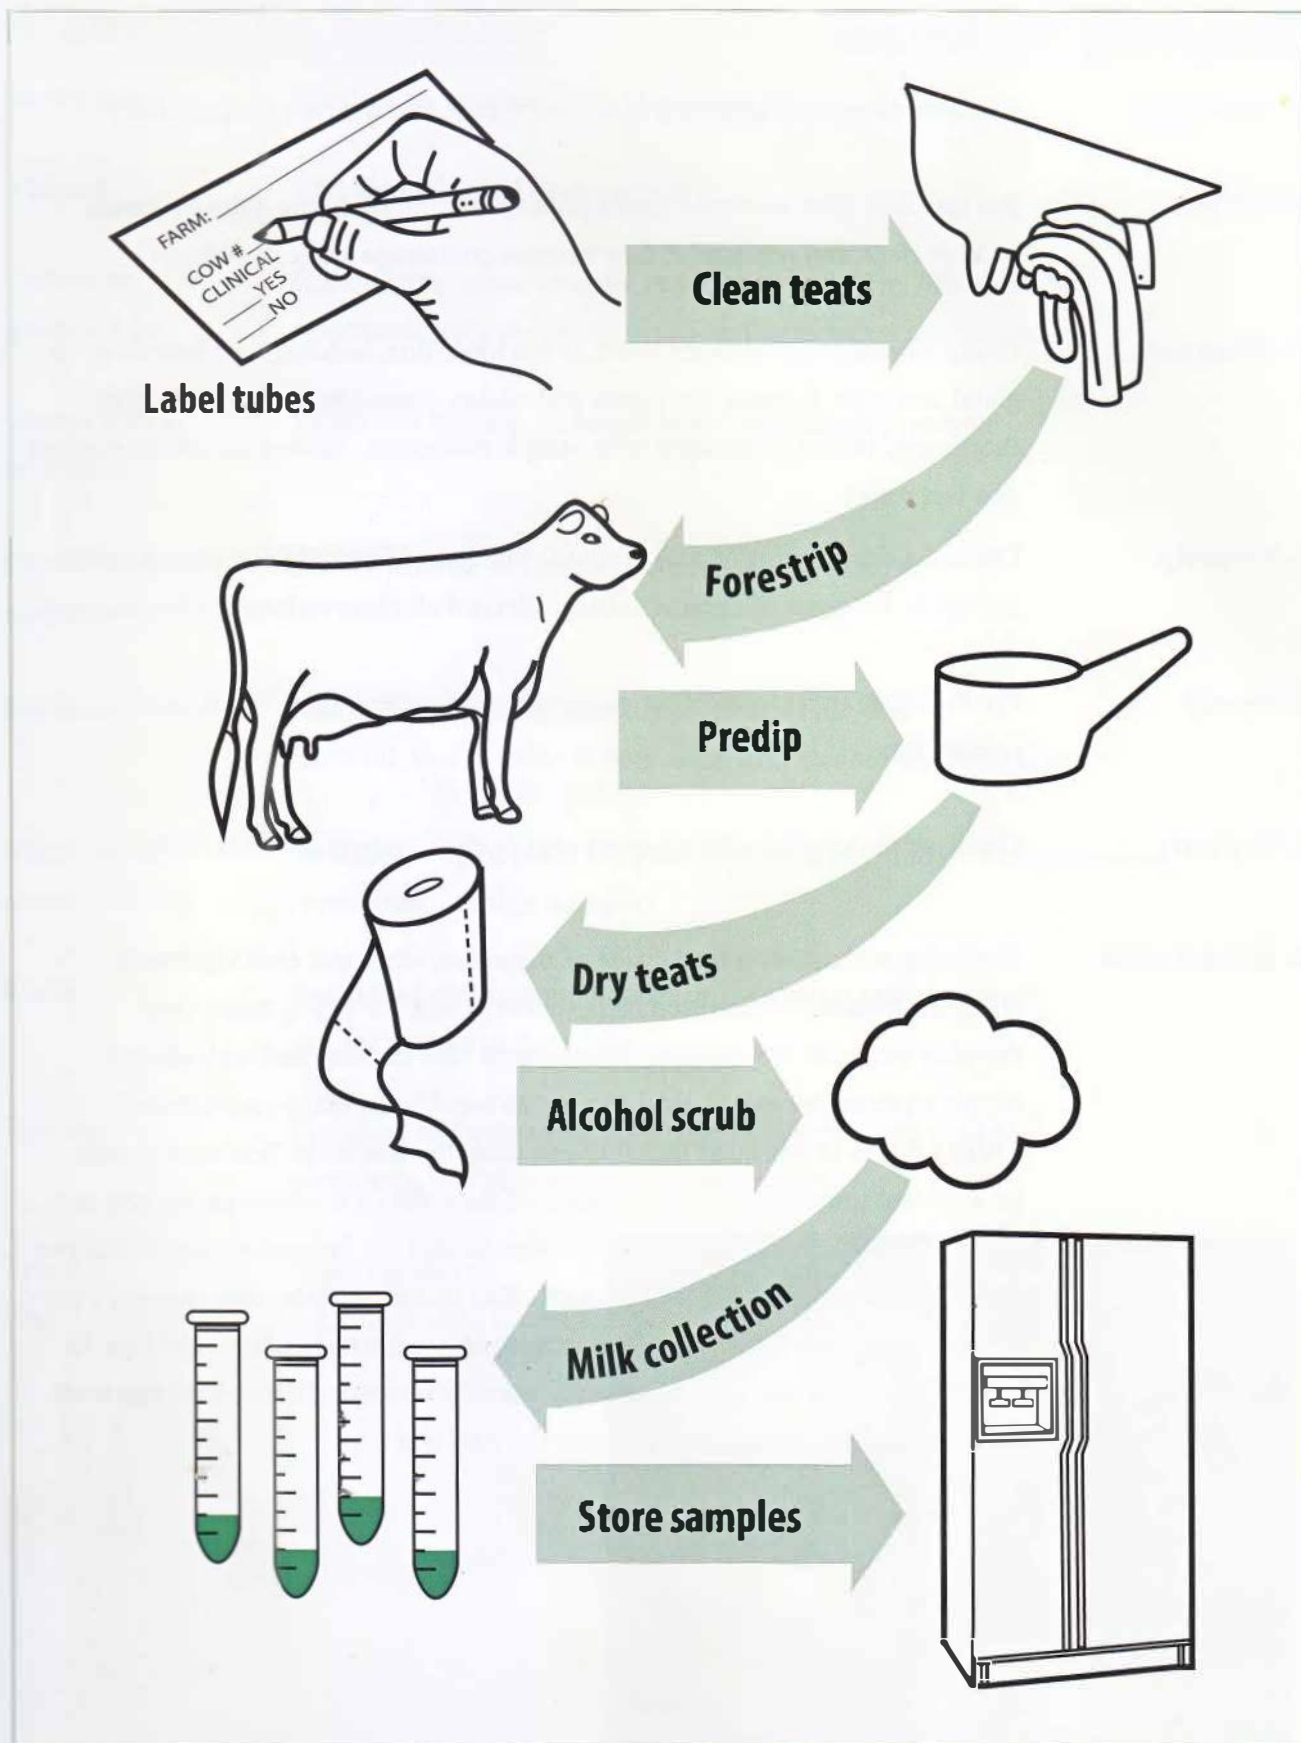 FARM:
COW #
CLINICAL
YES
NO
Label tubes
Clean teats
Forestrip
Predip
Dry teats
Alcohol scrub
Milk collection
Store samples